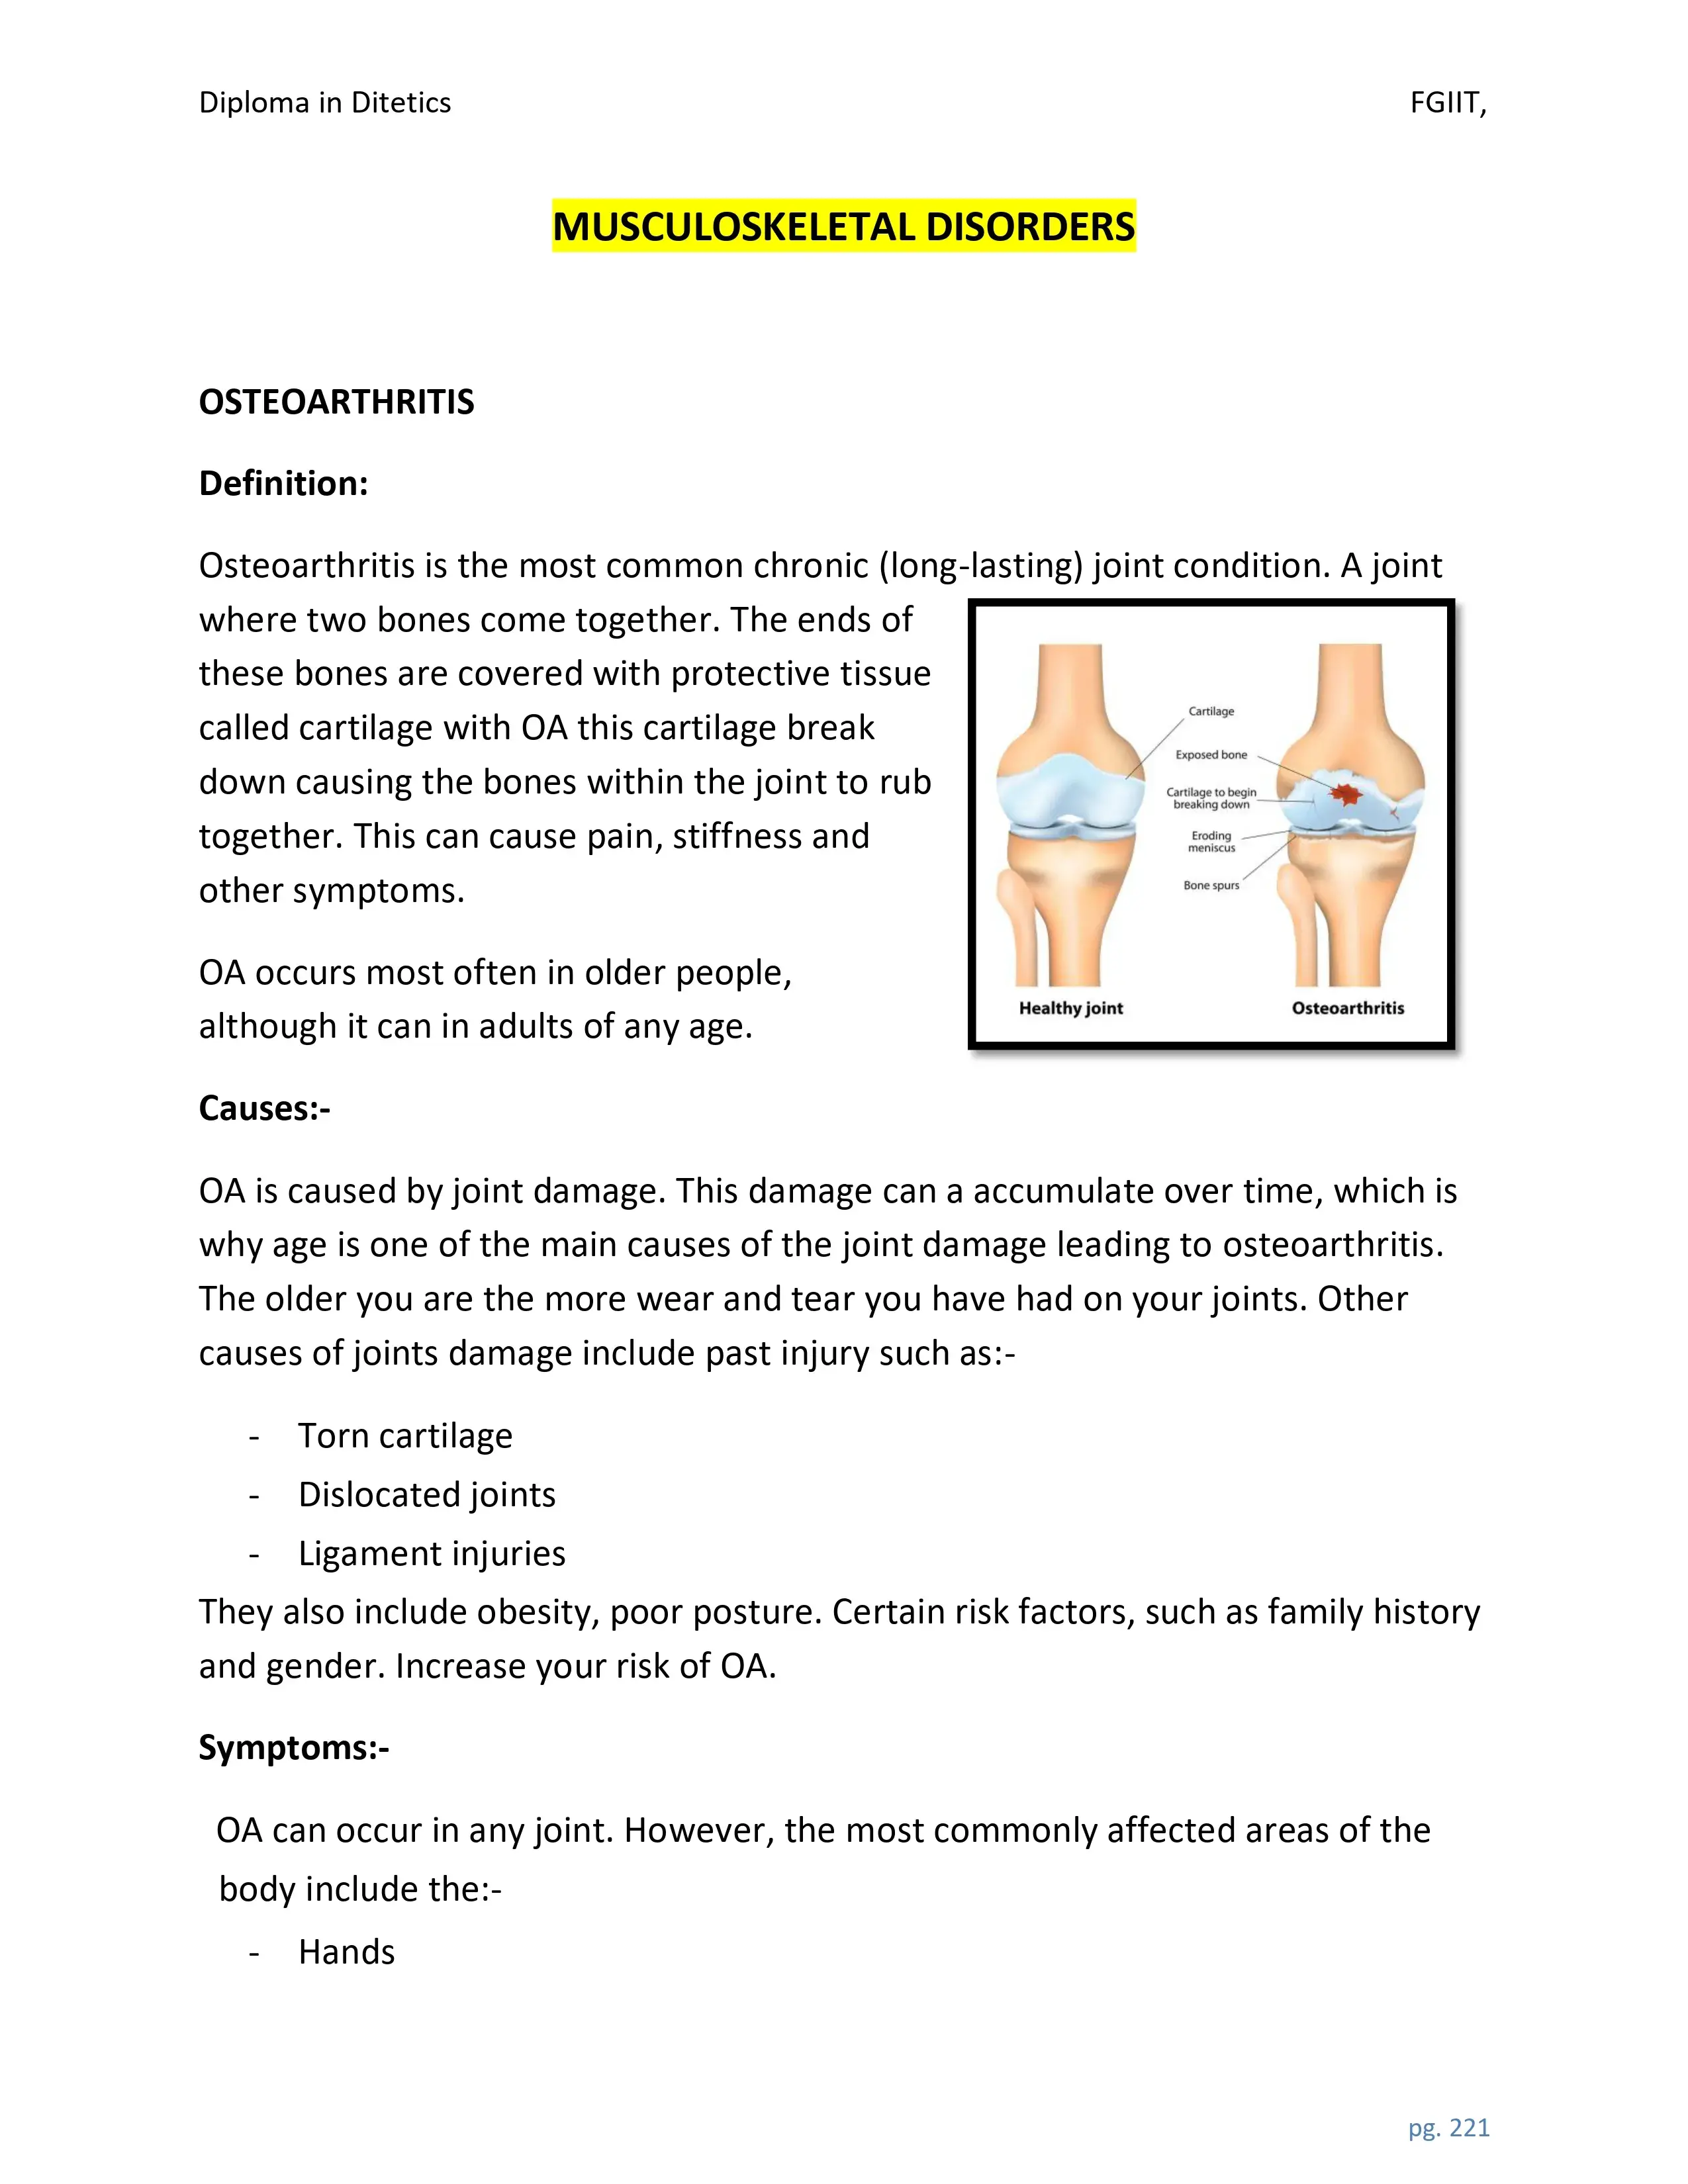 Diploma in Ditetics FGIIT,
MUSCULOSKELETAL DISORDERS
OSTEOARTHRITIS
Definition:
Osteoarthritis is the most common chronic (long-lasting) joint condition. A joint
where two bones come together. The ends of
these bones are covered with protective tissue
called cartilage with OA this cartilage break
down causing the bones within the joint to rub
together. This can cause pain, stiffness and
other symptoms.
OA occurs most often in older people,
although it can in adults of any age.
Cartilage
Exposed bone
Cartilage to begin
breaking down
Eroding
meniscus
Bone spurs
Healthy joint
Osteoarthritis
Causes:-
OA is caused by joint damage. This damage can a accumulate over time, which is
why age is one of the main causes of the joint damage leading to osteoarthritis.
The older you are the more wear and tear you have had on your joints. Other
causes of joints damage include past injury such as:-
- Torn cartilage
- Dislocated joints
- Ligament injuries
They also include obesity, poor posture. Certain risk factors, such as family history
and gender. Increase your risk of OA.
Symptoms:-
OA can occur in any joint. However, the most commonly affected areas of the
body include the:-
- Hands
pg. 221